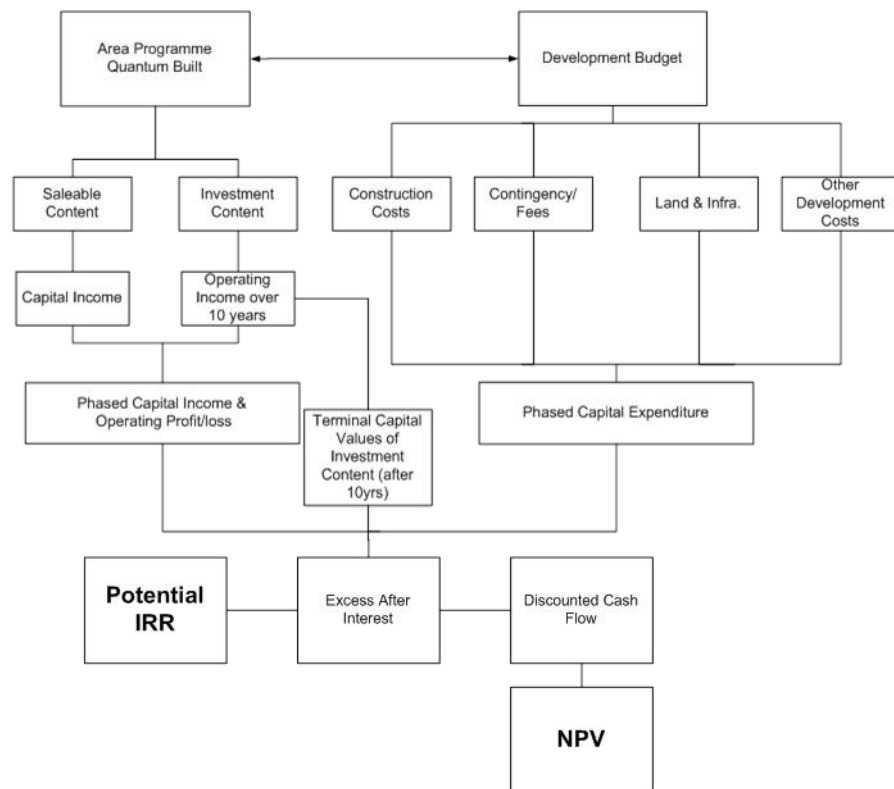 Area Programme
Quantum Built
Development Budget
Saleable
Content
Investment
Content
Construction
Costs
Contingency/
Fees
Land & Infra.
Other
Development
Costs
Capital Income
Operating
Income over
10 years
Phased Capital Income &
Operating Profit/loss
Terminal Capital
Values of
Investment
Content (after
10yrs)
Phased Capital Expenditure
Potential
IRR
Excess After
Interest
Discounted Cash
Flow
NPV